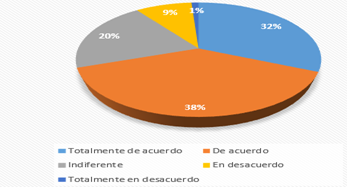 9%
1%
32%
20%
38%
Totalmente de acuerdo
De acuerdo
Indiferente
En desacuerdo
Totalmente en desacuerdo